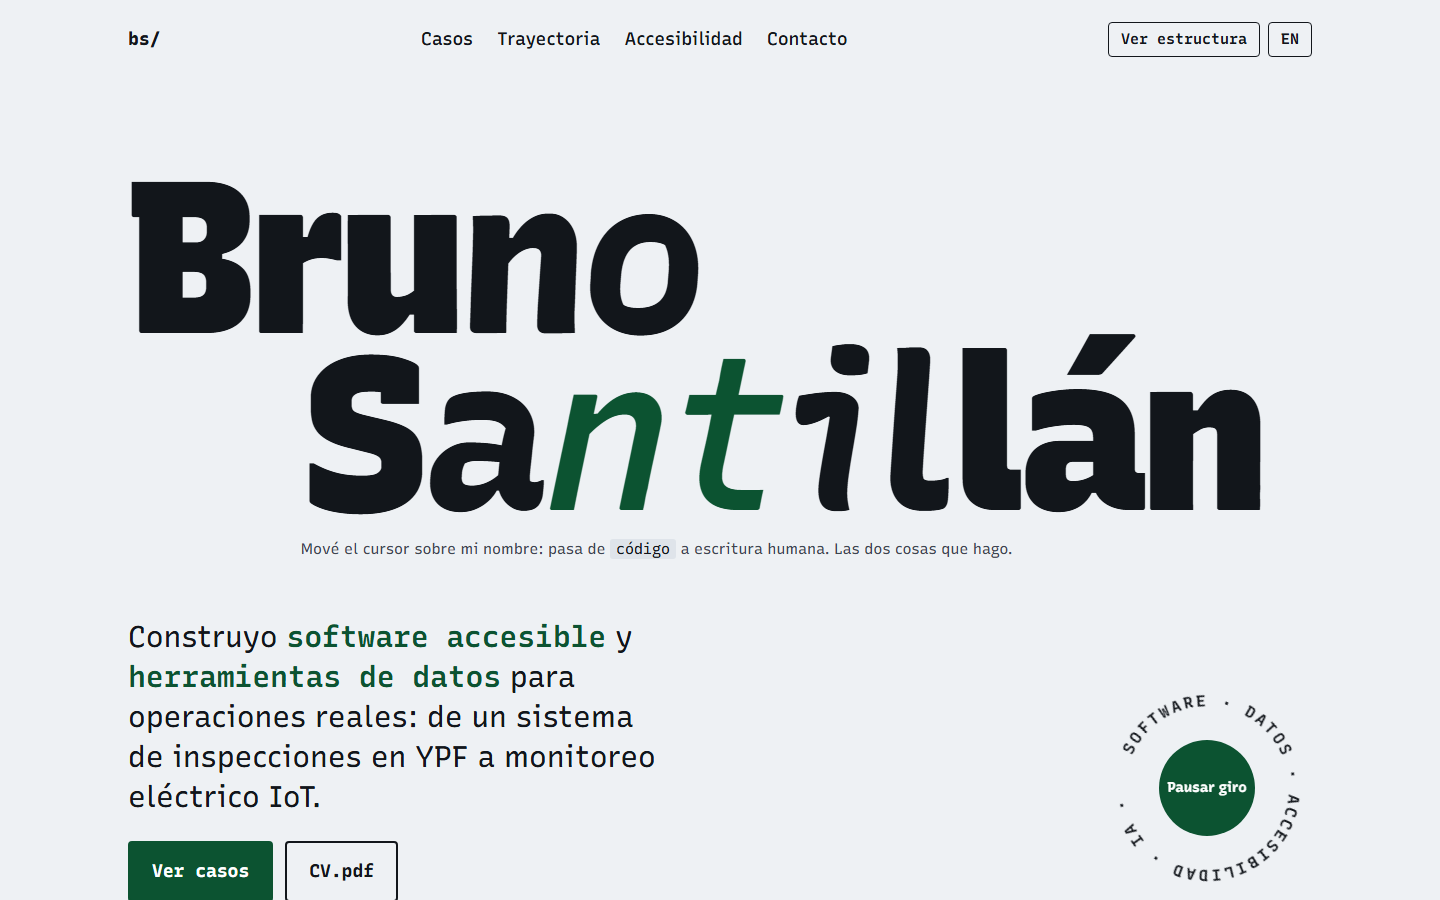 bs/
Casos Trayectoria Accesibilidad Contacto
Ver estructura EN
Bruno
Santillán
Mové el cursor sobre mi nombre: pasa de código a escritura humana. Las dos cosas que hago.
Construyo software accesible y
herramientas de datos para
operaciones reales: de un sistema
de inspecciones en YPF a monitoreo
eléctrico IoT.
SOFTWARE · DATOS · ACCESIBILIDAD · IA ·
Pausar giro
Ver casos CV.pdf